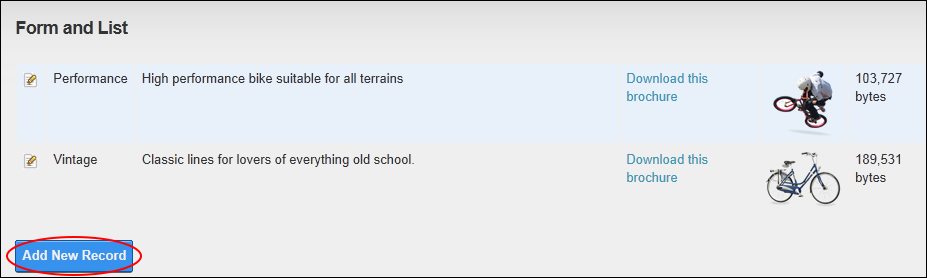 Form and List
Performance High performance bike suitable for all terrains Download this 103,727
brochure bytes
Vintage Classic lines for lovers of everything old school. Download this 189,531
brochure bytes
Add New Record